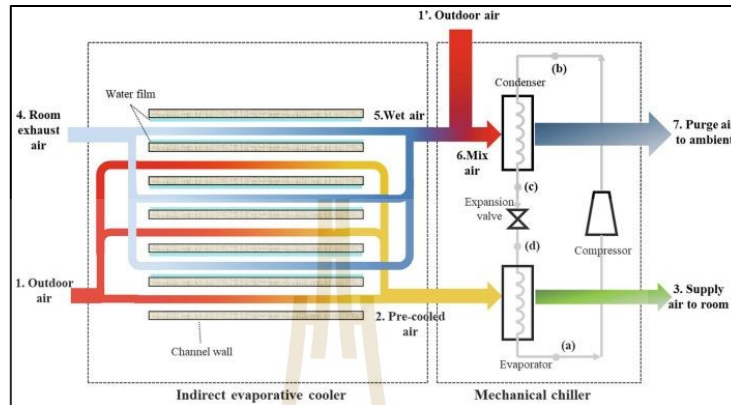 1'. Outdoor air
(b)
Condenser
Water film
4. Room
exhaust
air
5.Wet air
7. Purge air
to ambient
6.Mix
air
(c)
Expansion
valve
(d)
Compressor
1. Outdoor
air
2. Pre-cooled
air
3. Supply
air to room
Channel wall
(a)
Evaporator
Indirect evaporative cooler
Mechanical chiller